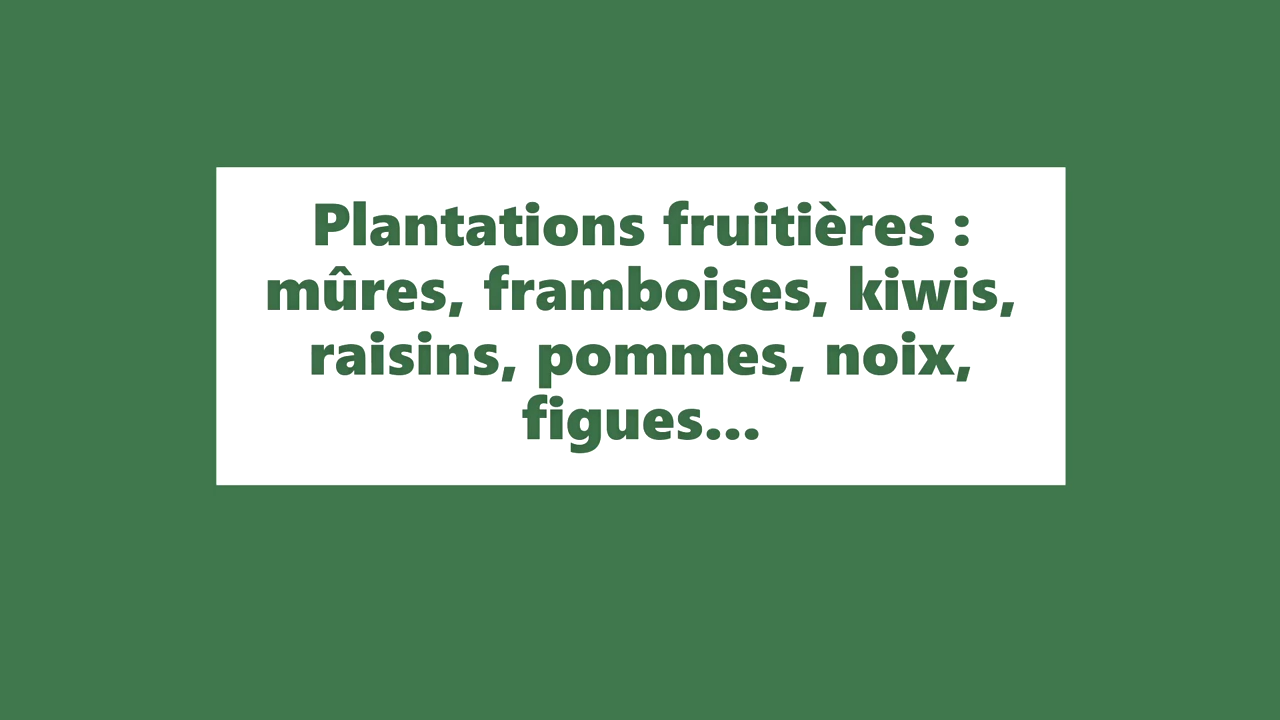 Plantations fruitières :
mûres, framboises, kiwis,
raisins, pommes, noix,
figues...